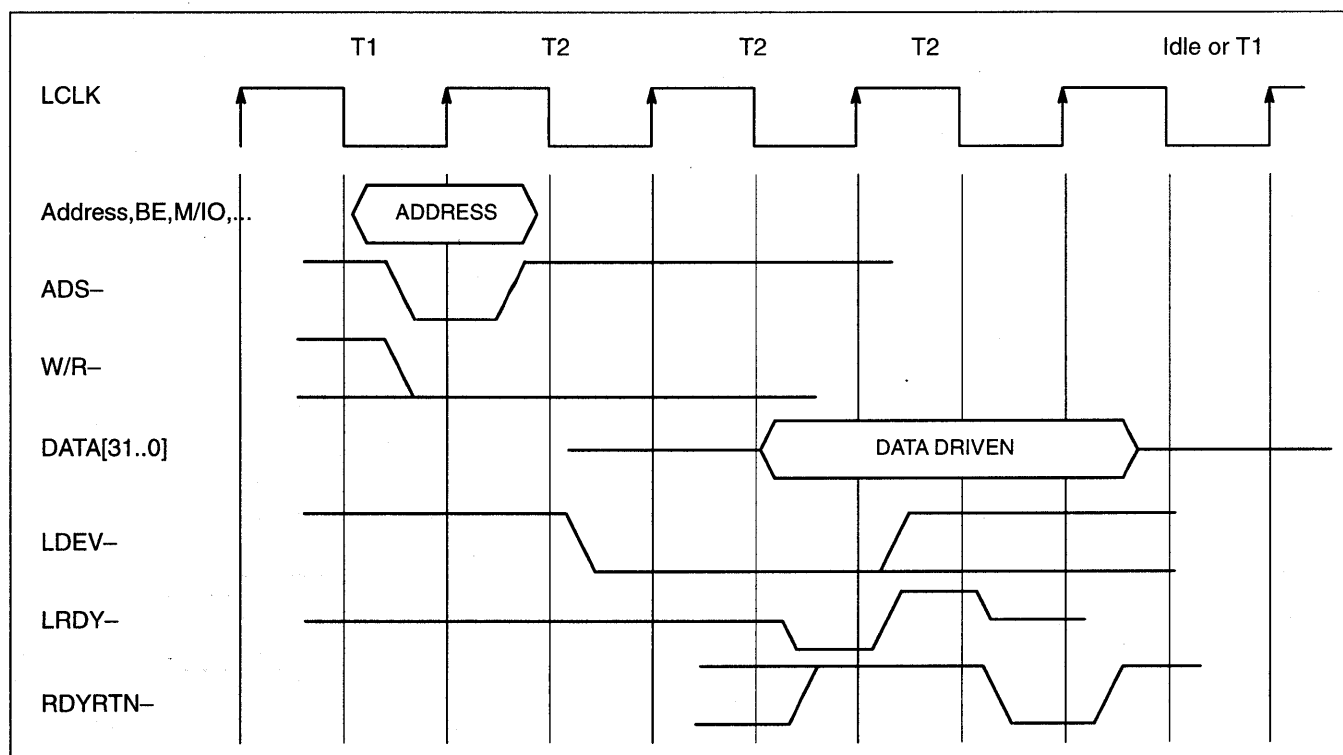 T1 T2 T2 T2 Idle or T1
LCLK
Address,BE,M/IO,...
ADDRESS
ADS–
W/R–
DATA[31..0]
DATA DRIVEN
LDEV–
LRDY–
RDYRTN–